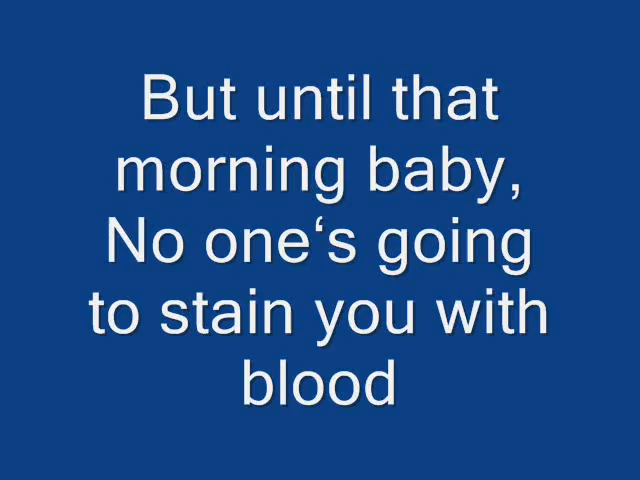 But until that
morning baby,
No one‘s going
to stain you with
blood